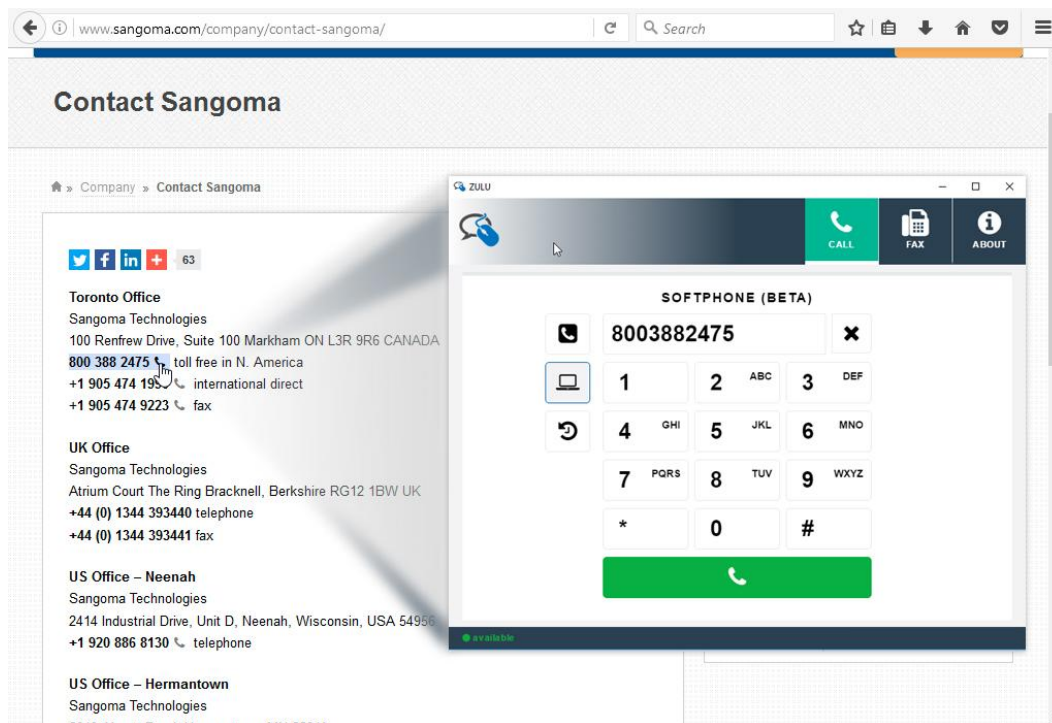 www.sangoma.com/company/contact-sangoma/
Search
Contact Sangoma
» Company » Contact Sangoma
63
Toronto Office
Sangoma Technologies
100 Renfrew Drive, Suite 100 Markham ON L3R 9R6 CANADA
800 388 2475 toll free in N. America
+1 905 474 international direct
+1 905 474 9223 fax
UK Office
Sangoma Technologies
Atrium Court The Ring Bracknell, Berkshire RG12 1BW UK
+44 (0) 1344 393440 telephone
+44 (0) 1344 393441 fax
US Office – Neenah
Sangoma Technologies
2414 Industrial Drive, Unit D, Neenah, Wisconsin, USA 54956
+1 920 886 8130 telephone
US Office – Hermantown
Sangoma Technologies
ZULU
CALL
FAX
ABOUT
SOFTPHONE (BETA)
8003882475
1
2 ABC
3 DEF
4 GHI
5 JKL
6 MNO
7 PQRS
8 TUV
9 WXYZ
*
0
#
available